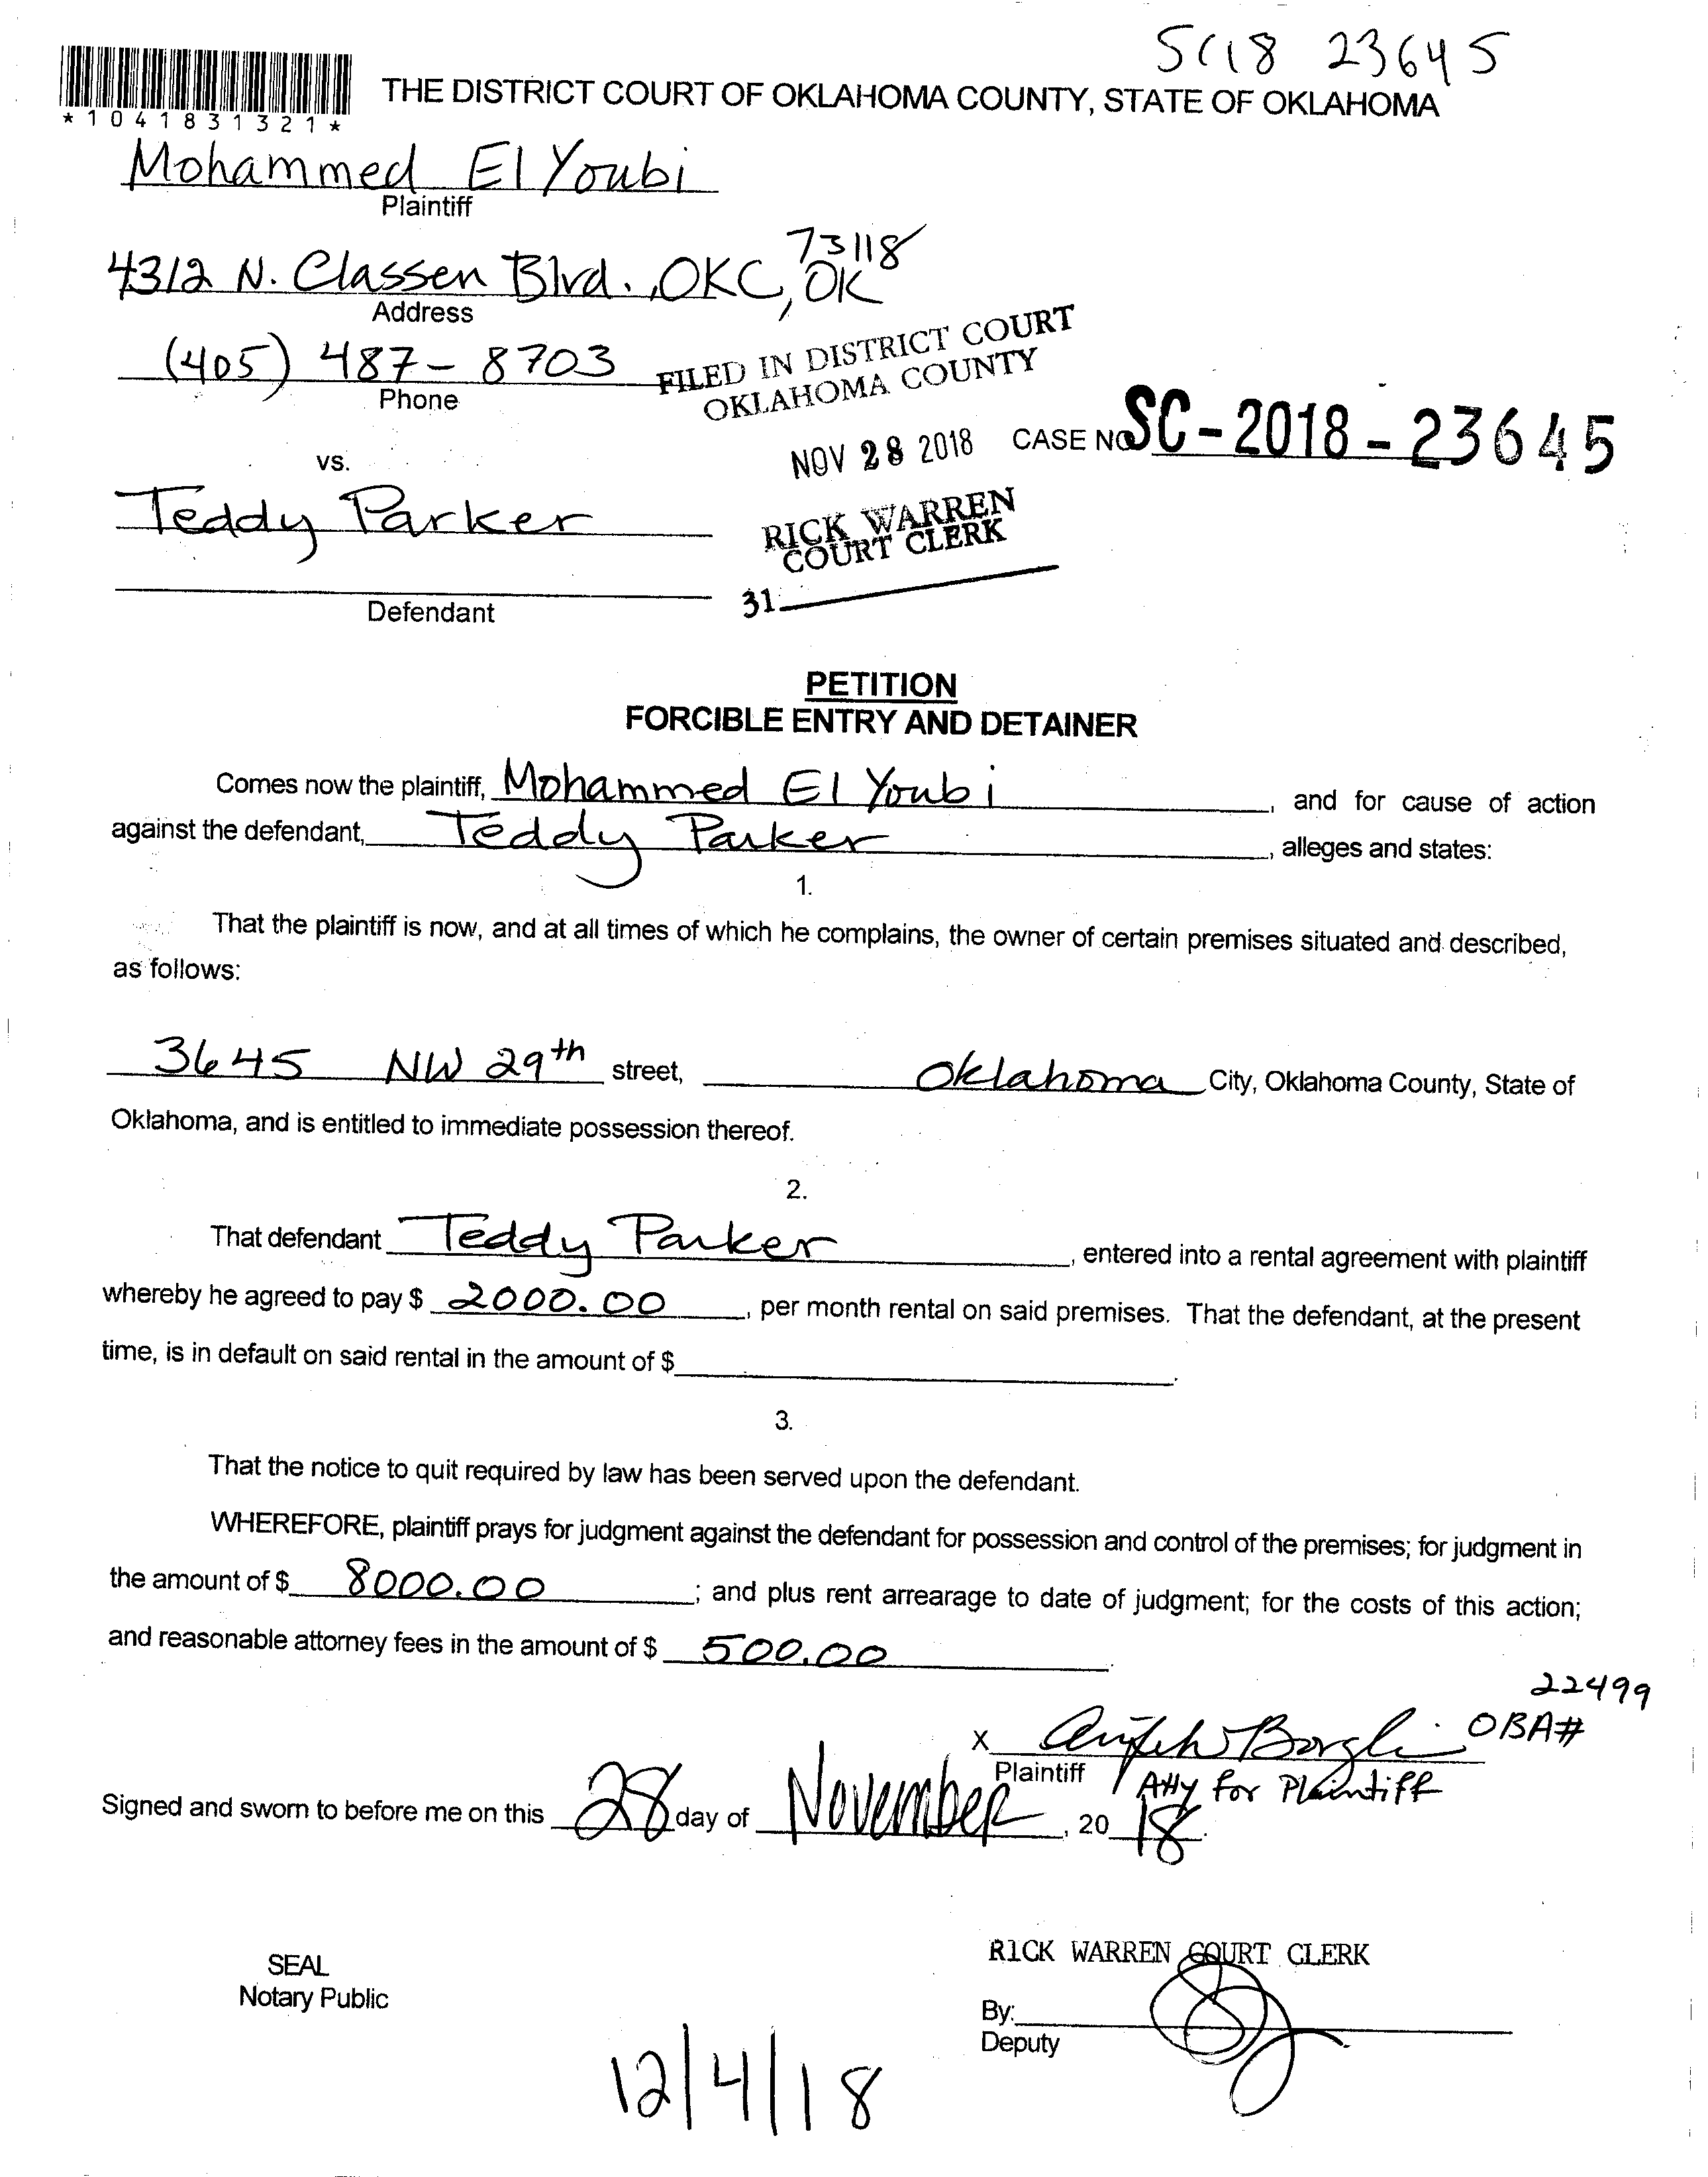 SC18 23645
*1041831321*
THE DISTRICT COURT OF OKLAHOMA COUNTY, STATE OF OKLAHOMA
Mohammed El Youbi
Plaintiff
73118
4312 N. Classen Blvd., OKC, OK
Address
(405) 487-8703
Phone
FILED IN DISTRICT COURT
OKLAHOMA COUNTY
NOV 28 2018
CASE NO. SC-2018-23645
vs.
Teddy Parker
RICK WARREN
COURT CLERK
31
Defendant
PETITION
FORCIBLE ENTRY AND DETAINER
Comes now the plaintiff, Mohammed El Youbi, and for cause of action
against the defendant, Teddy Parker, alleges and states:
1.
That the plaintiff is now, and at all times of which he complains, the owner of certain premises situated and described,
as follows:
3645 NW 29th street, Oklahoma City, Oklahoma County, State of
Oklahoma, and is entitled to immediate possession thereof.
2.
That defendant Teddy Parker, entered into a rental agreement with plaintiff
whereby he agreed to pay $ 2000.00, per month rental on said premises. That the defendant, at the present
time, is in default on said rental in the amount of $.
3.
That the notice to quit required by law has been served upon the defendant.
WHEREFORE, plaintiff prays for judgment against the defendant for possession and control of the premises; for judgment in
the amount of $ 8000.00; and plus rent arrearage to date of judgment; for the costs of this action;
and reasonable attorney fees in the amount of $ 500.00.
22499
X OBA#
Plaintiff Atty for Plaintiff
Signed and sworn to before me on this 28 day of November, 2018.
RICK WARREN COURT CLERK
SEAL
Notary Public
By:
Deputy
12/4/18